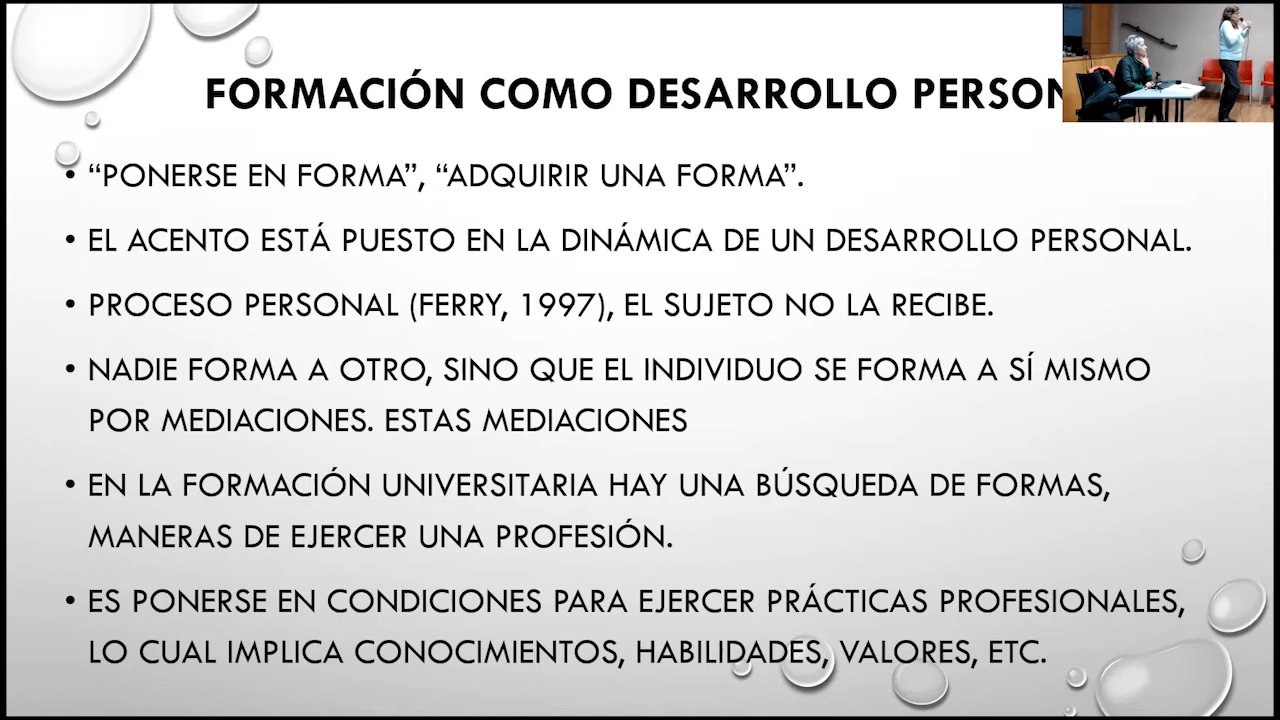 FORMACIÓN COMO DESARROLLO PERSON
• “PONERSE EN FORMA”, “ADQUIRIR UNA FORMA”.
• EL ACENTO ESTÁ PUESTO EN LA DINÁMICA DE UN DESARROLLO PERSONAL.
• PROCESO PERSONAL (FERRY, 1997), EL SUJETO NO LA RECIBE.
• NADIE FORMA A OTRO, SINO QUE EL INDIVIDUO SE FORMA A SÍ MISMO
POR MEDIACIONES. ESTAS MEDIACIONES
• EN LA FORMACIÓN UNIVERSITARIA HAY UNA BÚSQUEDA DE FORMAS,
MANERAS DE EJERCER UNA PROFESIÓN.
• ES PONERSE EN CONDICIONES PARA EJERCER PRÁCTICAS PROFESIONALES,
LO CUAL IMPLICA CONOCIMIENTOS, HABILIDADES, VALORES, ETC.